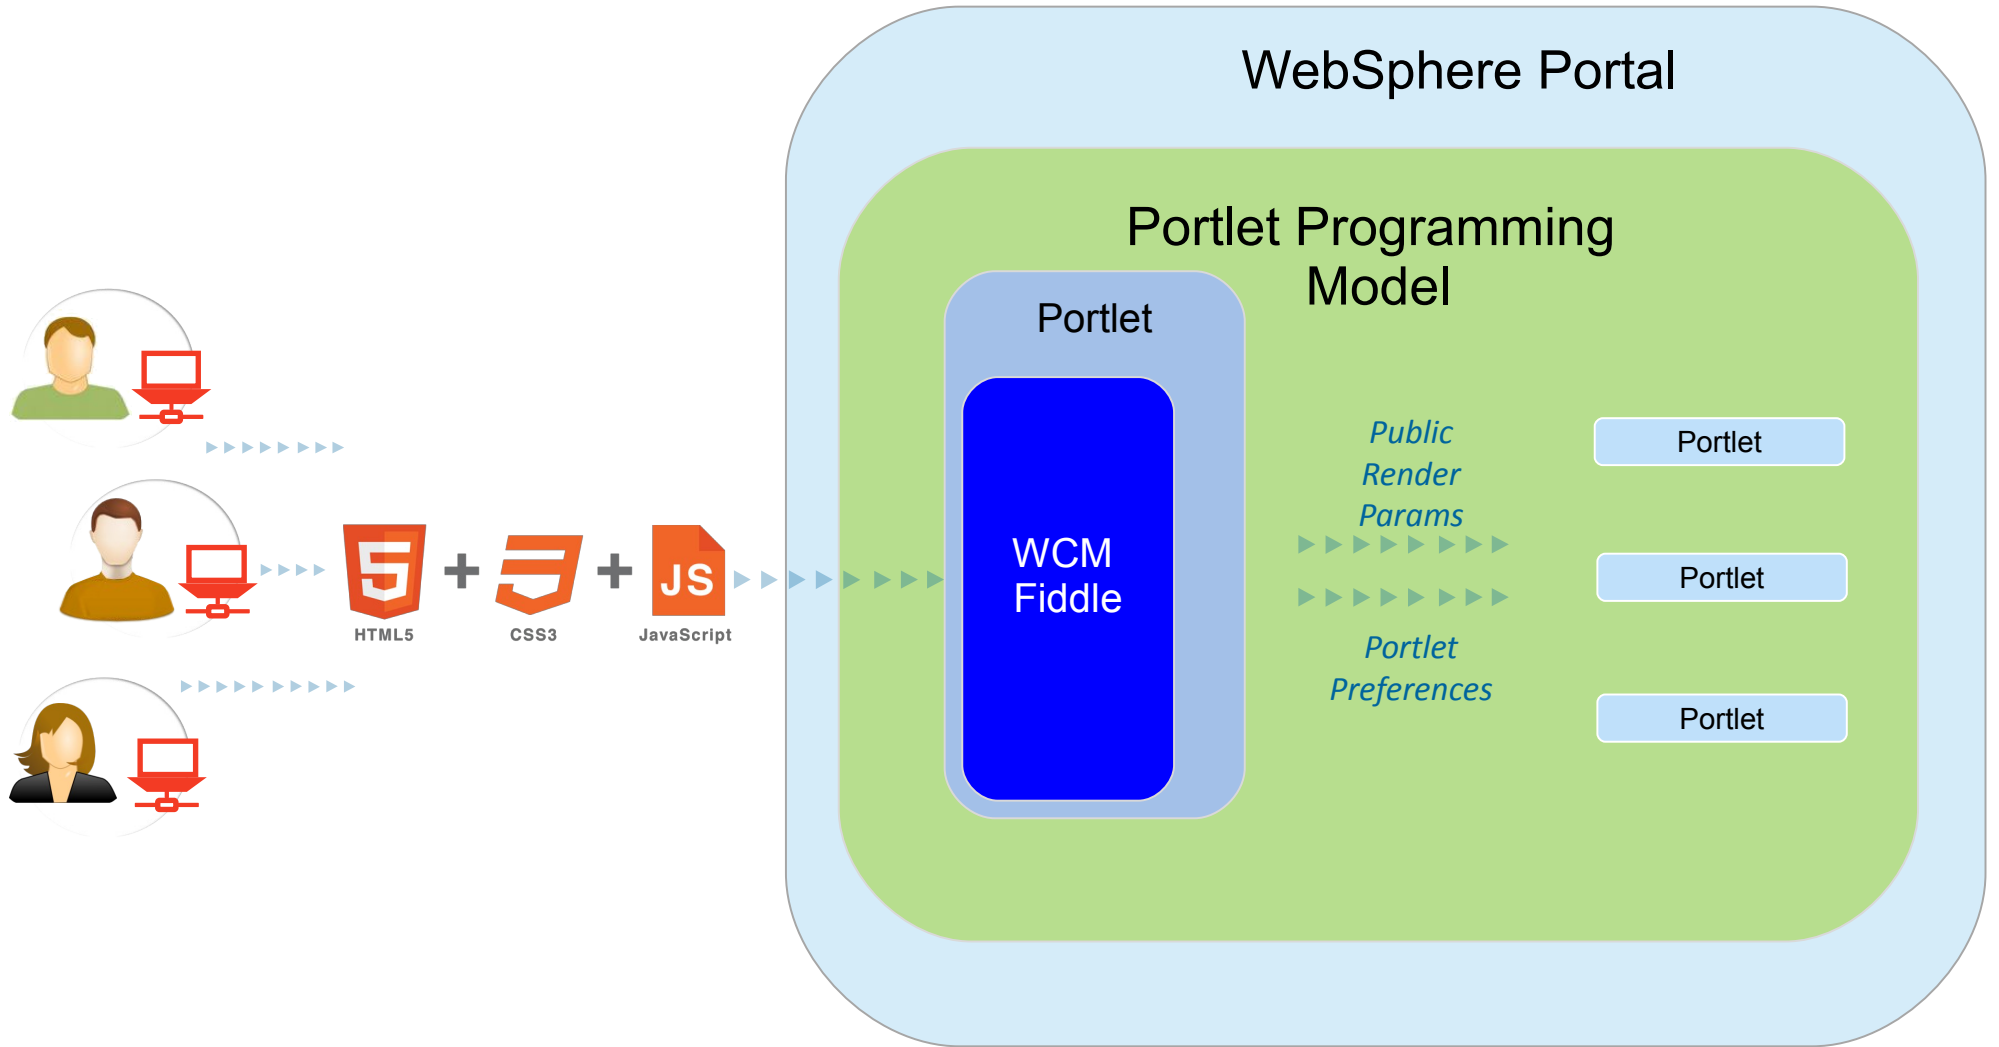 WebSphere Portal
Portlet Programming
Model
Portlet
WCM
Fiddle
Public
Render
Params
Portlet
Preferences
Portlet
Portlet
Portlet
5
HTML5
CSS3
JS
JavaScript